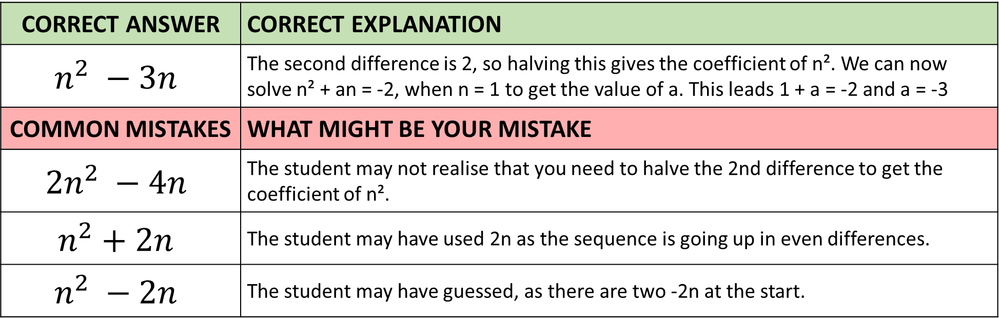 CORRECT ANSWER
CORRECT EXPLANATION
n² − 3n
The second difference is 2, so halving this gives the coefficient of n². We can now
solve n² + an = -2, when n = 1 to get the value of a. This leads 1 + a = -2 and a = -3
COMMON MISTAKES
WHAT MIGHT BE YOUR MISTAKE
2n² − 4n
The student may not realise that you need to halve the 2nd difference to get the
coefficient of n².
n² + 2n
The student may have used 2n as the sequence is going up in even differences.
n² − 2n
The student may have guessed, as there are two -2n at the start.